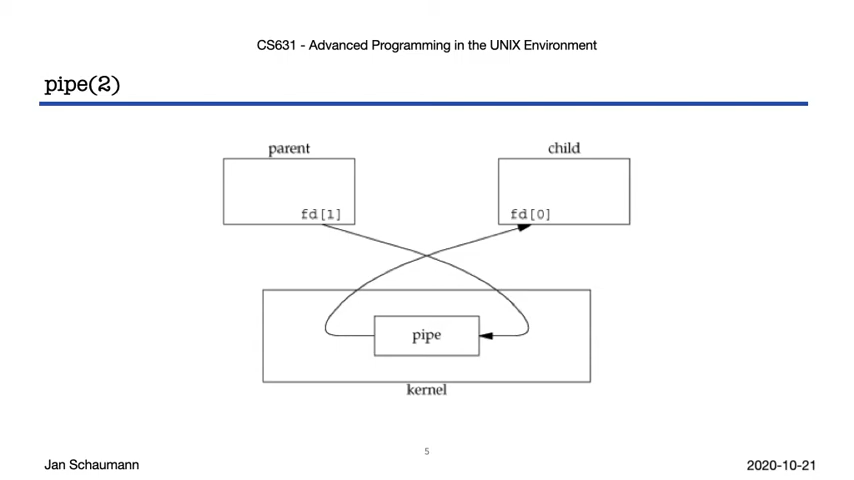 CS631 - Advanced Programming in the UNIX Environment
pipe(2)
parent
child
fd[1]
fd[0]
pipe
kernel
5
Jan Schaumann
2020-10-21